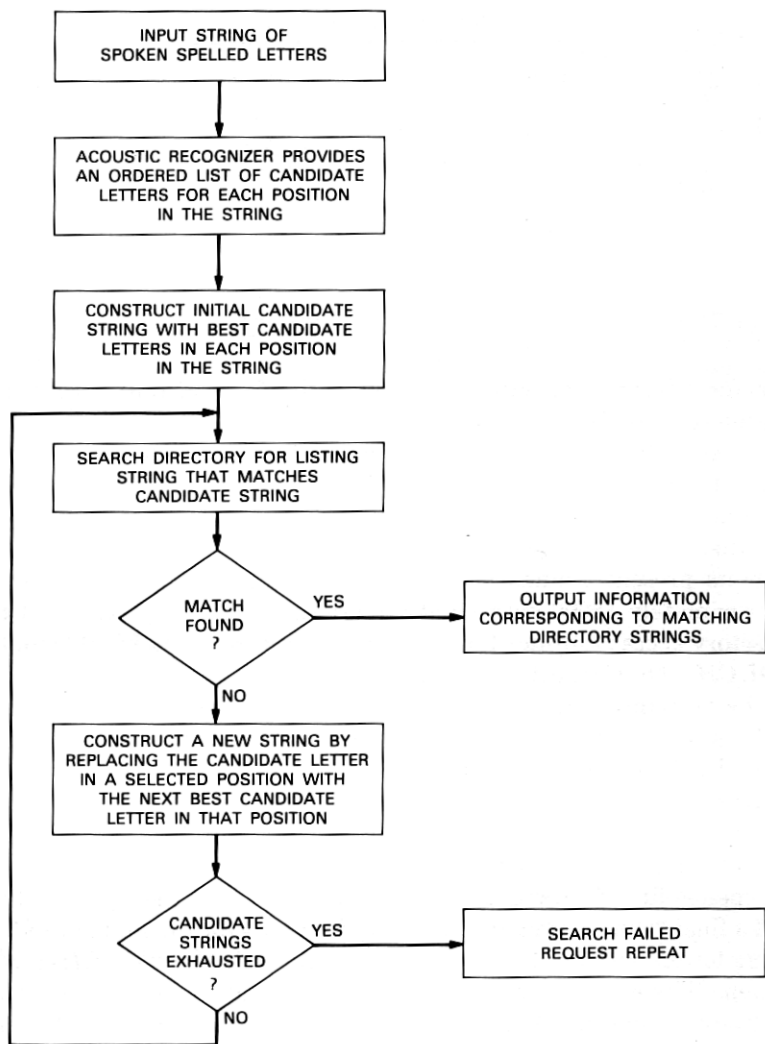 INPUT STRING OF
SPOKEN SPELLED LETTERS
ACOUSTIC RECOGNIZER PROVIDES
AN ORDERED LIST OF CANDIDATE
LETTERS FOR EACH POSITION
IN THE STRING
CONSTRUCT INITIAL CANDIDATE
STRING WITH BEST CANDIDATE
LETTERS IN EACH POSITION
IN THE STRING
SEARCH DIRECTORY FOR LISTING
STRING THAT MATCHES
CANDIDATE STRING
MATCH
FOUND
?
YES
OUTPUT INFORMATION
CORRESPONDING TO MATCHING
DIRECTORY STRINGS
NO
CONSTRUCT A NEW STRING BY
REPLACING THE CANDIDATE LETTER
IN A SELECTED POSITION WITH
THE NEXT BEST CANDIDATE
LETTER IN THAT POSITION
CANDIDATE
STRINGS
EXHAUSTED
?
YES
SEARCH FAILED
REQUEST REPEAT
NO